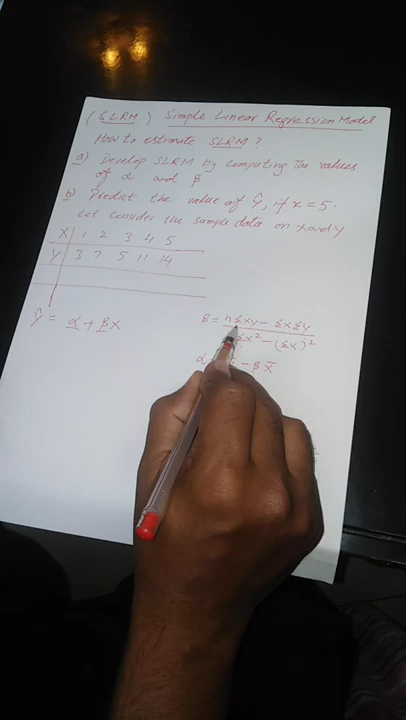 (SLRM) Simple Linear Regression Model
How to estimate SLRM?
a) Develop SLRM by computing The values
of α and β
b) Predict the value of Ŷ, if x = 5.
Let Consider the sample data on X and Y
X 1 2 3 4 5
Y 3 7 5 11 14
Ŷ = α + βX
β = nΣxy - ΣxΣy
Σx² - (Σx)²
α - βX̄